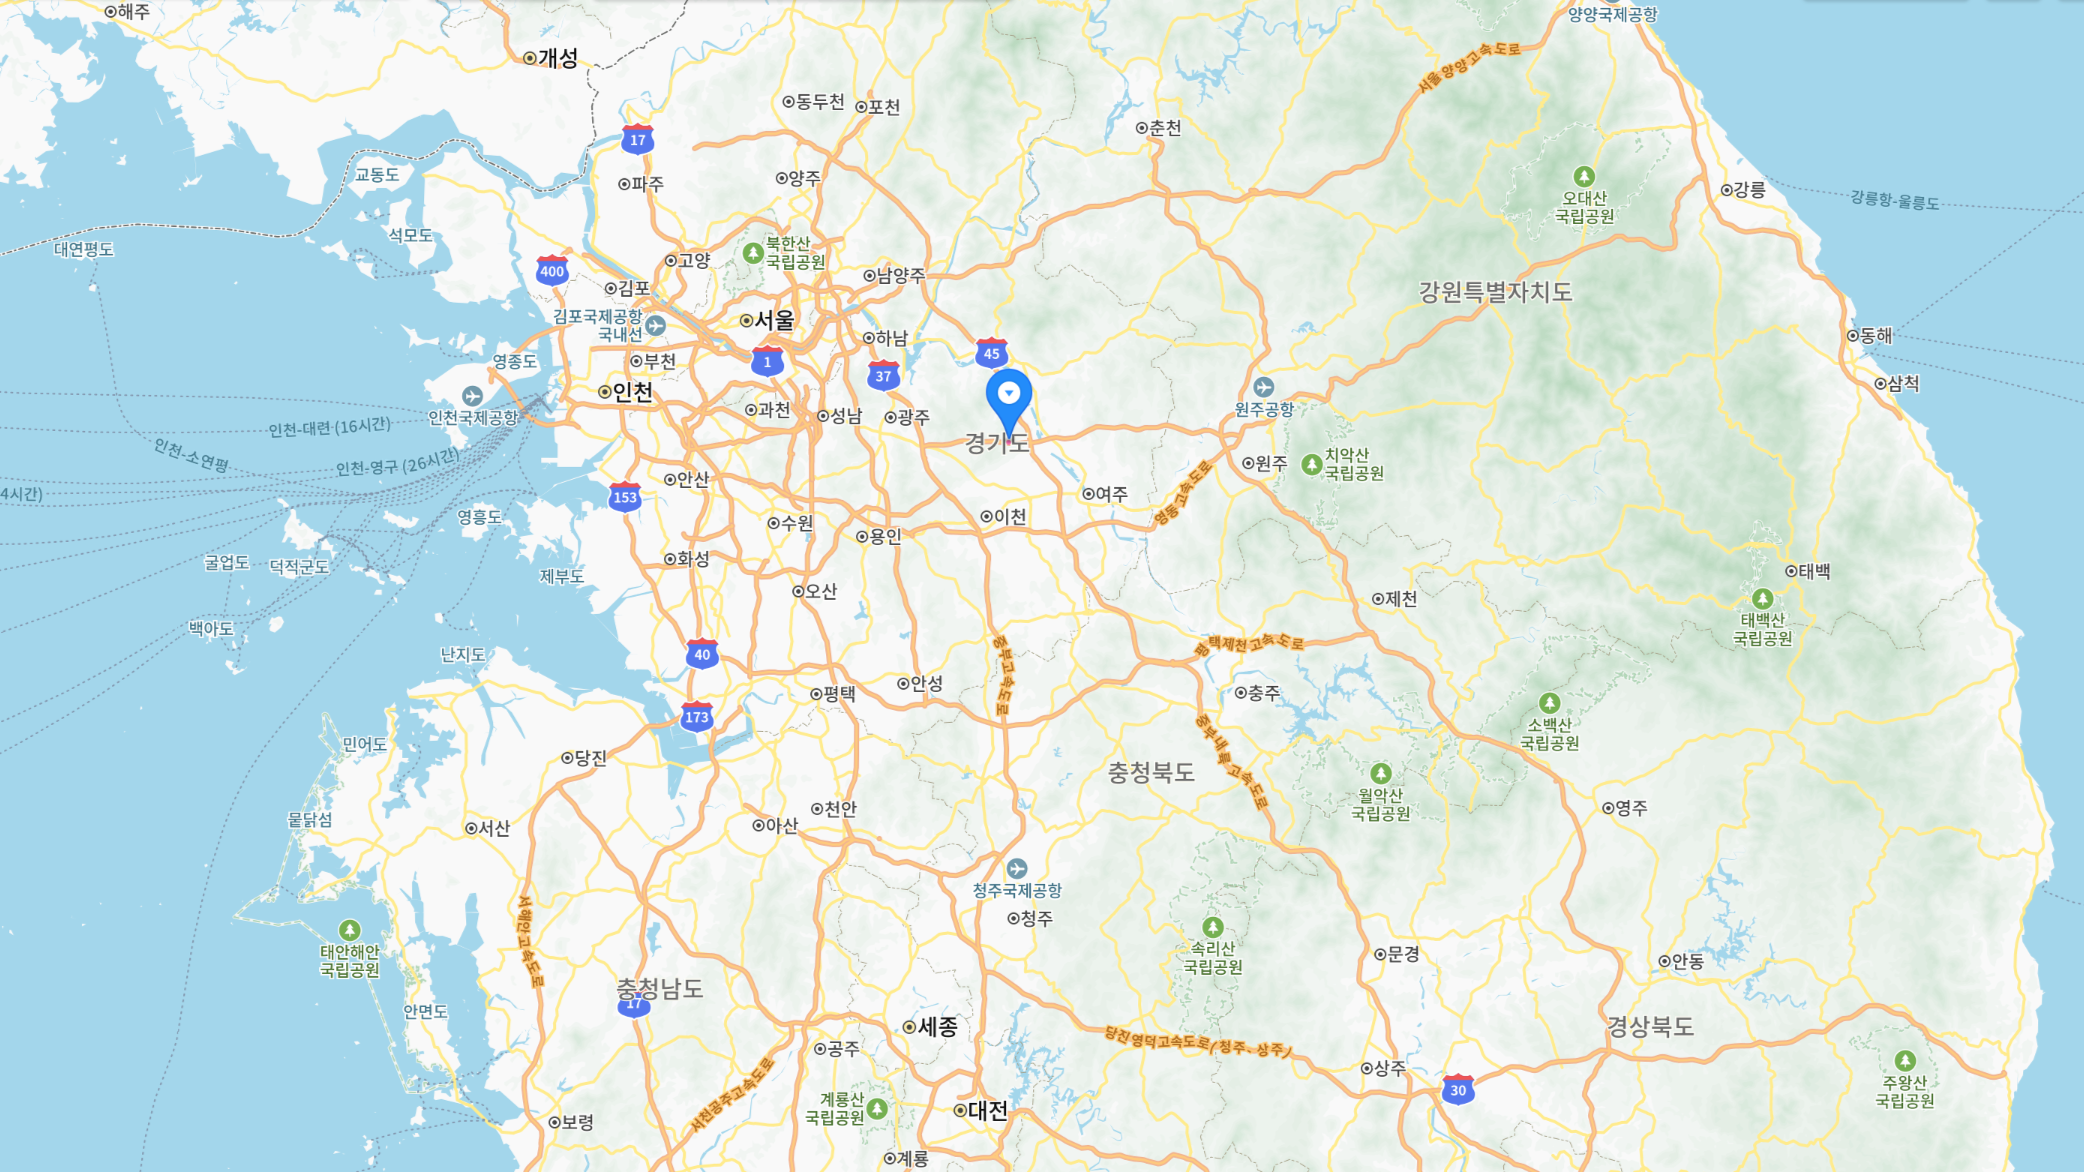 해주
양양국제공항
개성
서울양양고속도로
동두천
포천
춘천
17
교동도
파주
양주
오대산
국립공원
강릉
강릉항-울릉도
석모도
대연평도
북한산
국립공원
고양
400
남양주
김포
강원특별자치도
김포국제공항
국내선
서울
하남
동해
영종도
부천
1
45
37
삼척
인천
인천국제공항
과천
성남
광주
원주공항
인천-대련 (16시간)
경기도
인천-소연평
인천-영구 (26시간)
치악산
국립공원
원주
안산
4시간)
153
영동고속도로
여주
영흥도
수원
이천
용인
굴업도
덕적군도
제부도
화성
태백
오산
제천
태백산
국립공원
백아도
중부고속도로
평택제천고속도로
난지도
40
안성
평택
충주
173
소백산
국립공원
민어도
당진
중부내륙고속도로
충청북도
월악산
국립공원
영주
천안
뭍닭섬
서산
아산
청주국제공항
서해안고속도로
청주
태안해안
국립공원
속리산
국립공원
문경
안동
충청남도
17
안면도
세종
경상북도
당진영덕고속도로(청주、상주)
공주
상주
30
주왕산
국립공원
서천공주고속도로
계룡산
국립공원
대전
보령
계룡